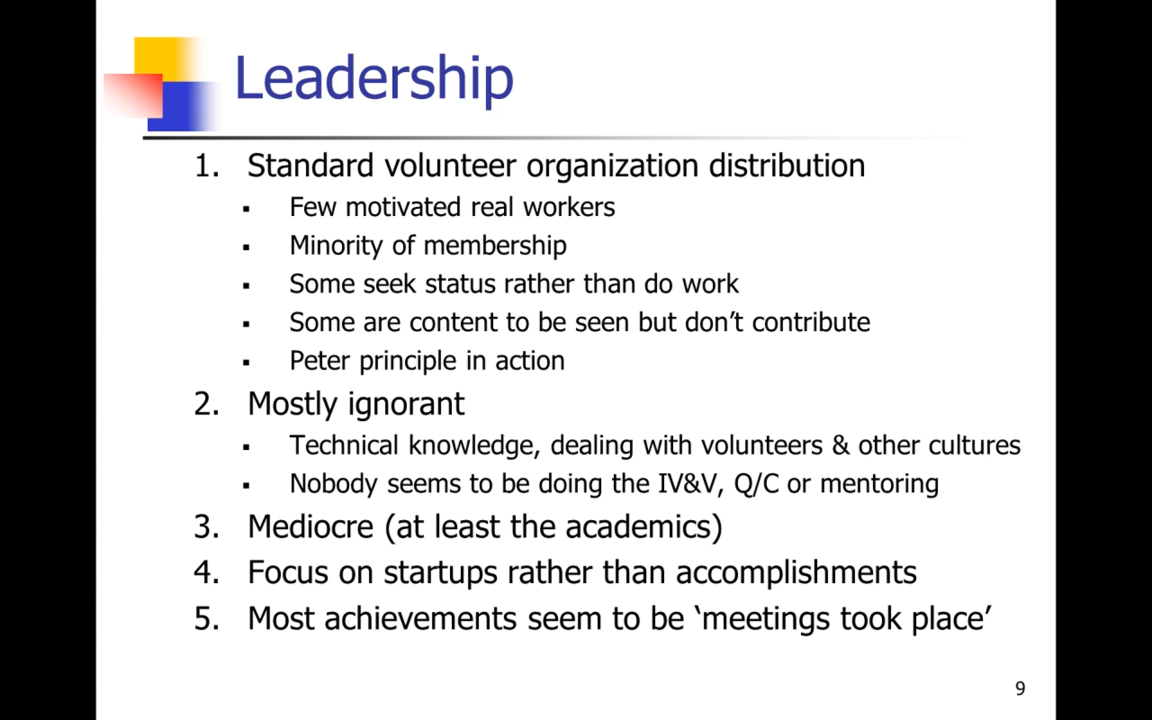 Leadership
1. Standard volunteer organization distribution
▪ Few motivated real workers
▪ Minority of membership
▪ Some seek status rather than do work
▪ Some are content to be seen but don’t contribute
▪ Peter principle in action
2. Mostly ignorant
▪ Technical knowledge, dealing with volunteers & other cultures
▪ Nobody seems to be doing the IV&V, Q/C or mentoring
3. Mediocre (at least the academics)
4. Focus on startups rather than accomplishments
5. Most achievements seem to be ‘meetings took place’
9